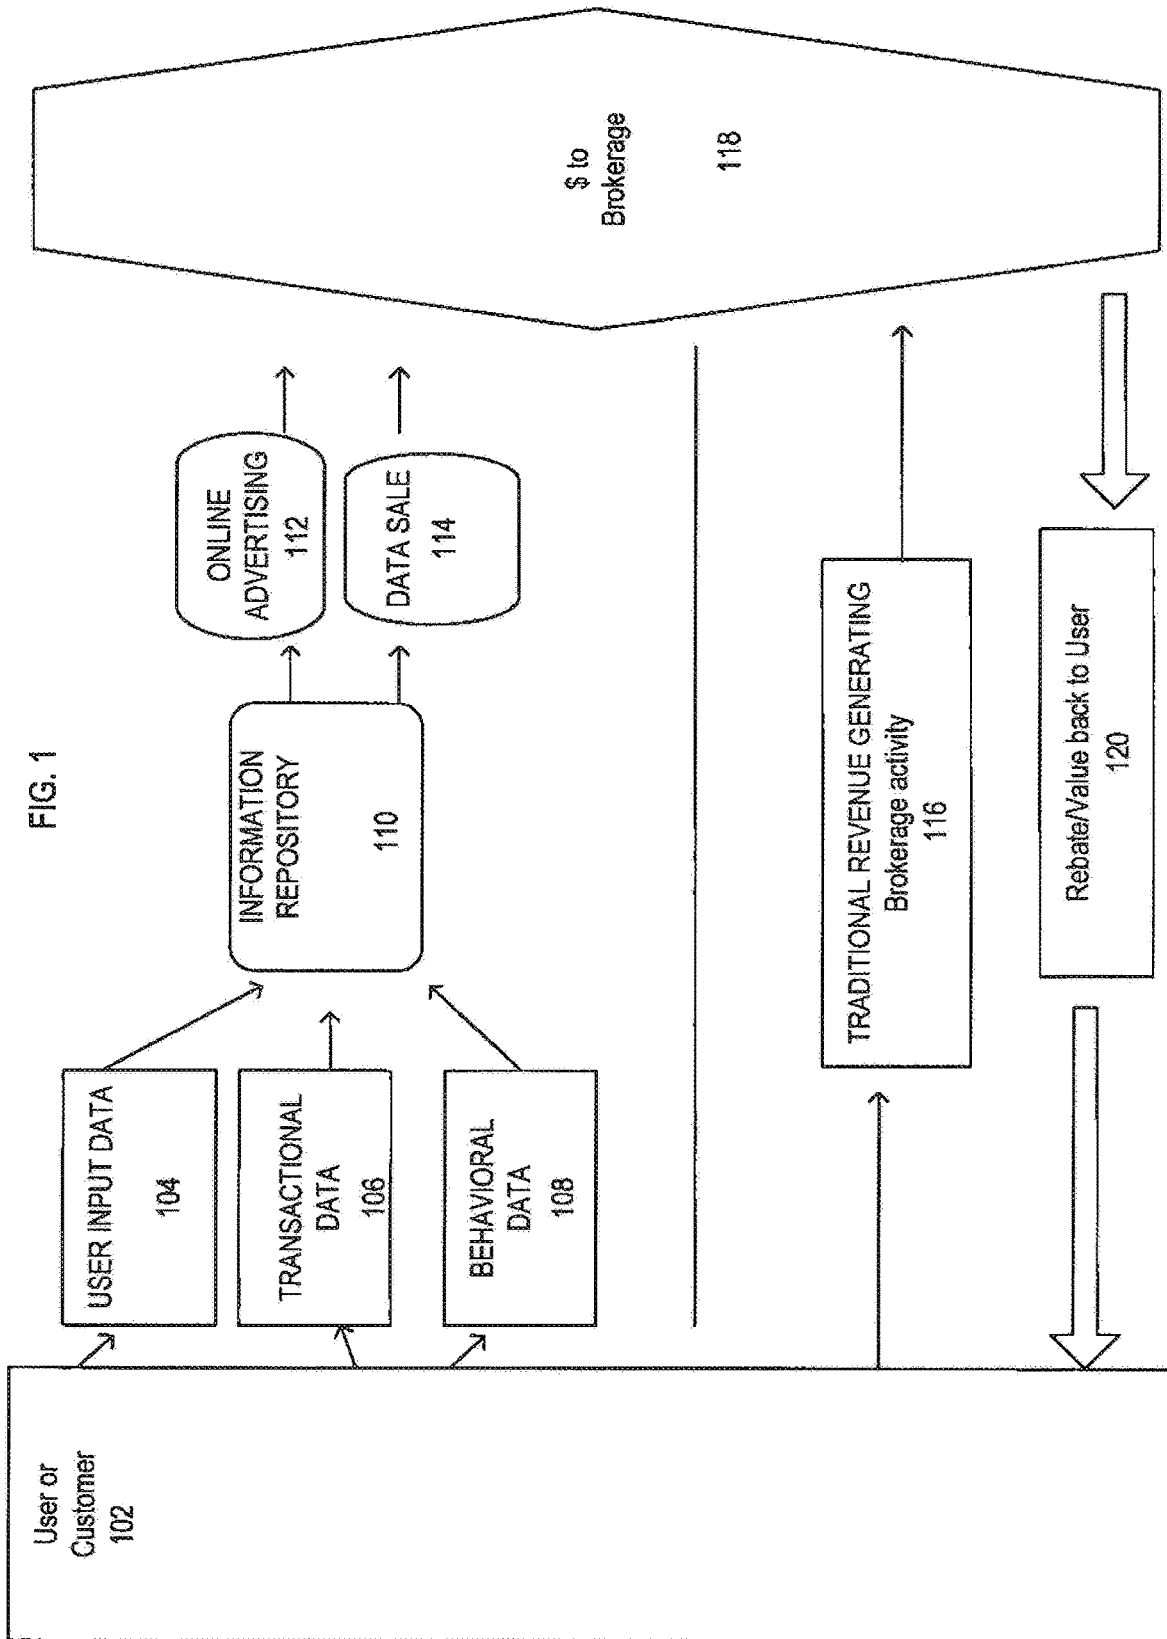 FIG. 1
User or
Customer
102
USER INPUT DATA
104
TRANSACTIONAL
DATA
106
BEHAVIORAL
DATA
108
INFORMATION
REPOSITORY
110
ONLINE
ADVERTISING
112
DATA SALE
114
TRADITIONAL REVENUE GENERATING
Brokerage activity
116
$ to
Brokerage
118
Rebate/Value back to User
120